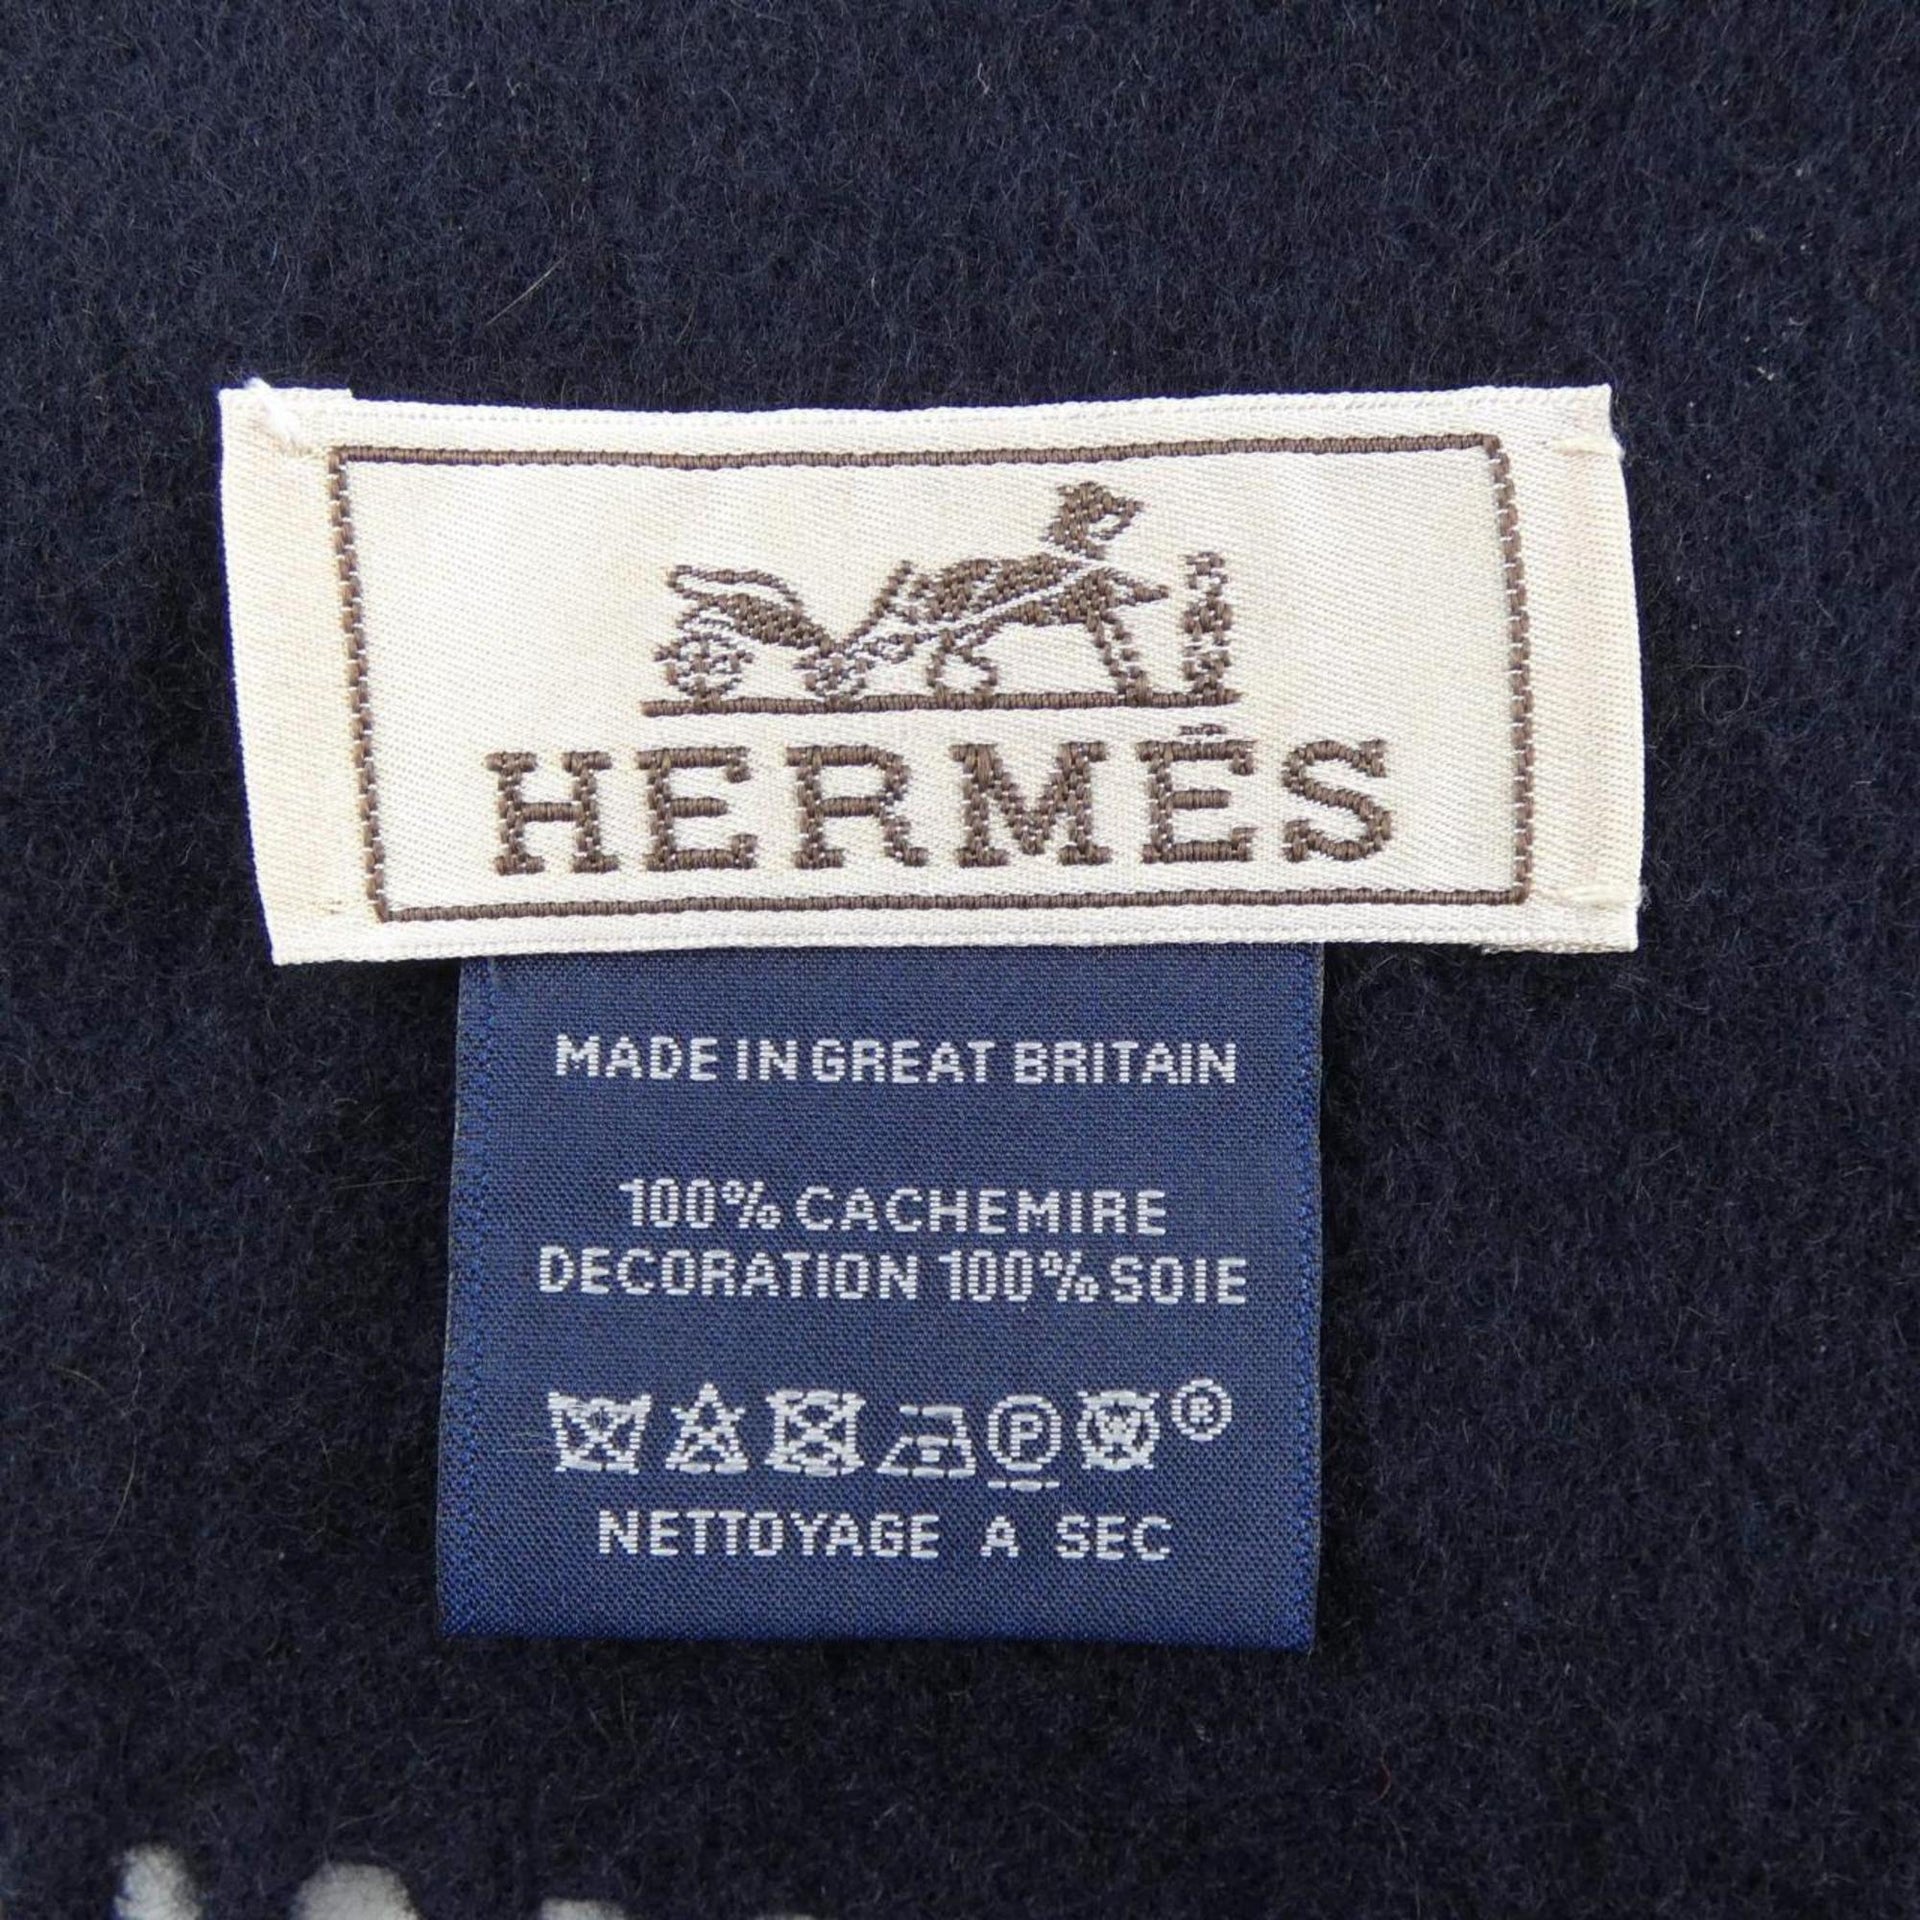 HERMÈS
MADE IN GREAT BRITAIN
100% CACHEMIRE
DECORATION 100% SOIE
P W ®
NETTOYAGE A SEC